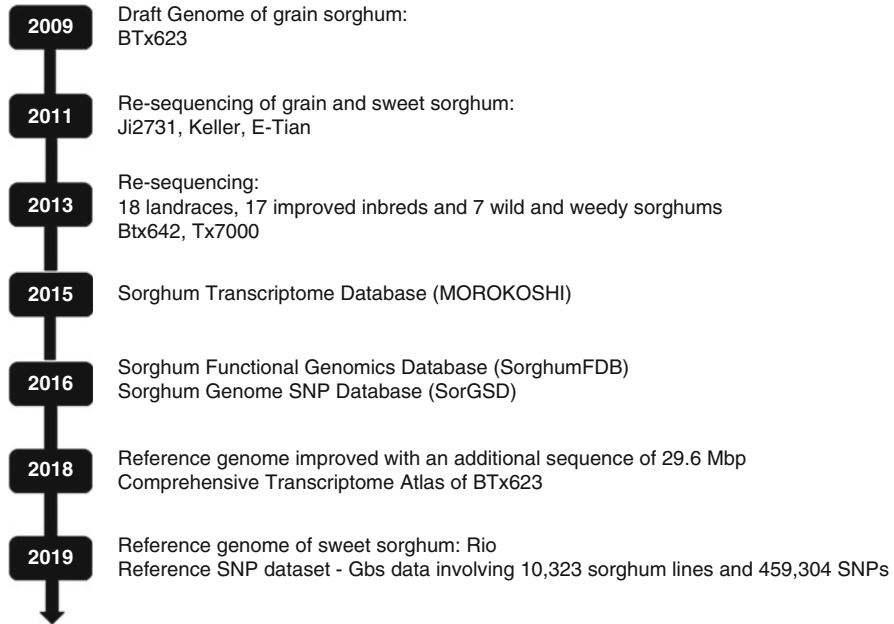 2009
Draft Genome of grain sorghum:
BTx623
2011
Re-sequencing of grain and sweet sorghum:
Ji2731, Keller, E-Tian
2013
Re-sequencing:
18 landraces, 17 improved inbreds and 7 wild and weedy sorghums
Btx642, Tx7000
2015
Sorghum Transcriptome Database (MOROKOSHI)
2016
Sorghum Functional Genomics Database (SorghumFDB)
Sorghum Genome SNP Database (SorGSD)
2018
Reference genome improved with an additional sequence of 29.6 Mbp
Comprehensive Transcriptome Atlas of BTx623
2019
Reference genome of sweet sorghum: Rio
Reference SNP dataset - Gbs data involving 10,323 sorghum lines and 459,304 SNPs